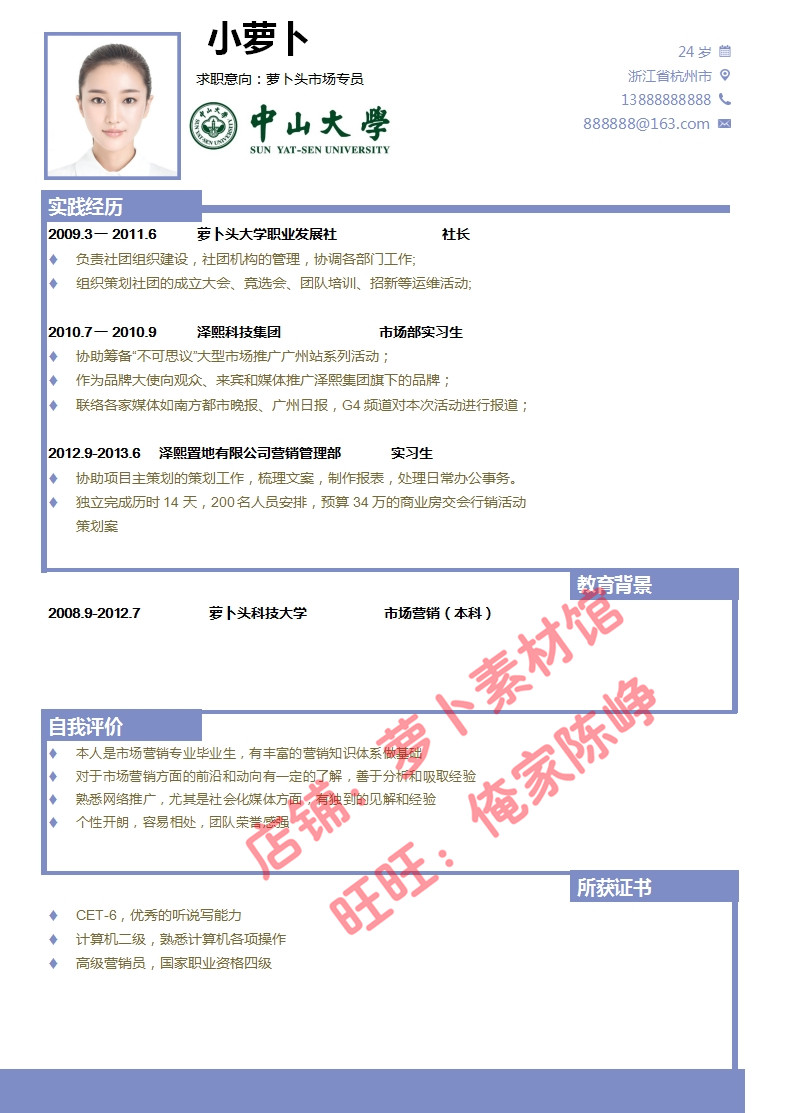 小萝卜
求职意向：萝卜头市场专员
中山大学
SUN YAT-SEN UNIVERSITY
24 岁
浙江省杭州市
13888888888
888888@163.com
实践经历
2009.3— 2011.6 萝卜头大学职业发展社 社长
负责社团组织建设，社团机构的管理，协调各部门工作;
组织策划社团的成立大会、竞选会、团队培训、招新等运维活动;
2010.7— 2010.9 泽熙科技集团 市场部实习生
协助筹备“不可思议”大型市场推广广州站系列活动；
作为品牌大使向观众、来宾和媒体推广泽熙集团旗下的品牌；
联络各家媒体如南方都市晚报、广州日报，G4 频道对本次活动进行报道；
2012.9-2013.6 泽熙置地有限公司营销管理部 实习生
协助项目主策划的策划工作，梳理文案，制作报表，处理日常办公事务。
独立完成历时 14 天，200 名人员安排，预算 34 万的商业房交会行销活动
策划案
教育背景
2008.9-2012.7 萝卜头科技大学 市场营销（本科）
自我评价
本人是市场营销专业毕业生，有丰富的营销知识体系做基础
对于市场营销方面的前沿和动向有一定的了解，善于分析和吸取经验
熟悉网络推广，尤其是社会化媒体方面，有独到的见解和经验
个性开朗，容易相处，团队荣誉感强
店铺：萝卜素材馆
旺旺：俺家陈峥
所获证书
CET-6，优秀的听说写能力
计算机二级，熟悉计算机各项操作
高级营销员，国家职业资格四级